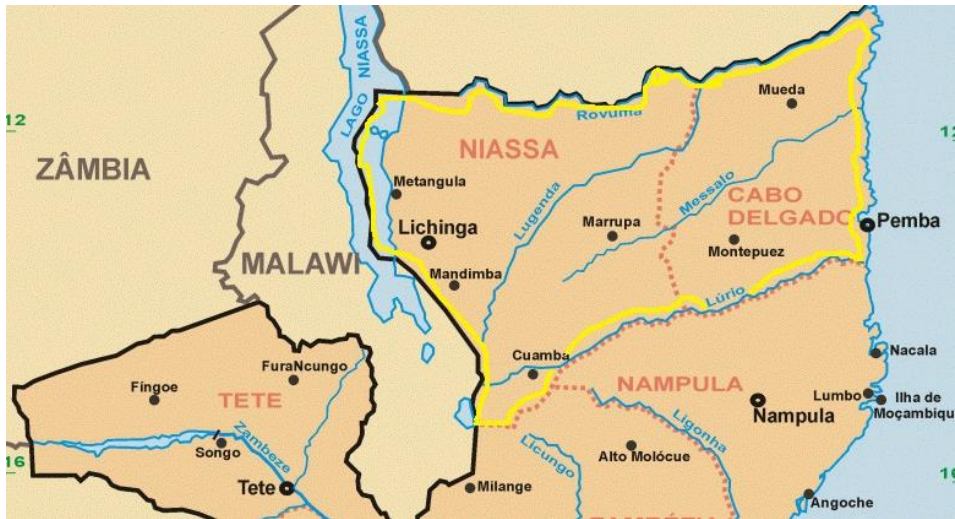 LAGO NIASSA
Mueda
12
12
Rovuma
NIASSA
ZÂMBIA
Metangula
Lugenda
Messalo
CABO
DELGADO
Pemba
Lichinga
Marrupa
Montepuez
MALAWI
Mandimba
Lúrio
Cuamba
Nacala
FuraNcungo
Fíngoe
TETE
NAMPULA
Lumbo
Ilha de
Moçambiqu
Nampula
Zambeze
Ligonha
Songo
Licungo
Alto Molócue
16
Tete
Milange
Angoche